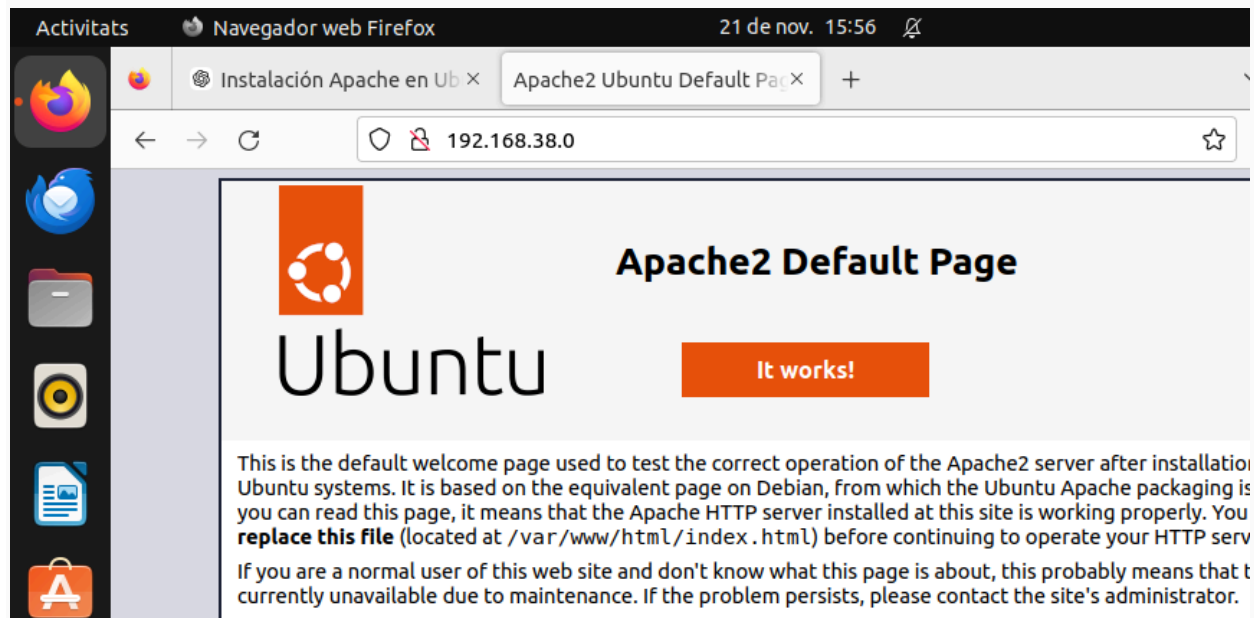 Activitats Navegador web Firefox 21 de nov. 15:56
Instalación Apache en Ub Apache2 Ubuntu Default Pag
192.168.38.0
Apache2 Default Page
Ubuntu
It works!
This is the default welcome page used to test the correct operation of the Apache2 server after installation
Ubuntu systems. It is based on the equivalent page on Debian, from which the Ubuntu Apache packaging is
you can read this page, it means that the Apache HTTP server installed at this site is working properly. You
replace this file (located at /var/www/html/index.html) before continuing to operate your HTTP serv
If you are a normal user of this web site and don't know what this page is about, this probably means that t
currently unavailable due to maintenance. If the problem persists, please contact the site's administrator.